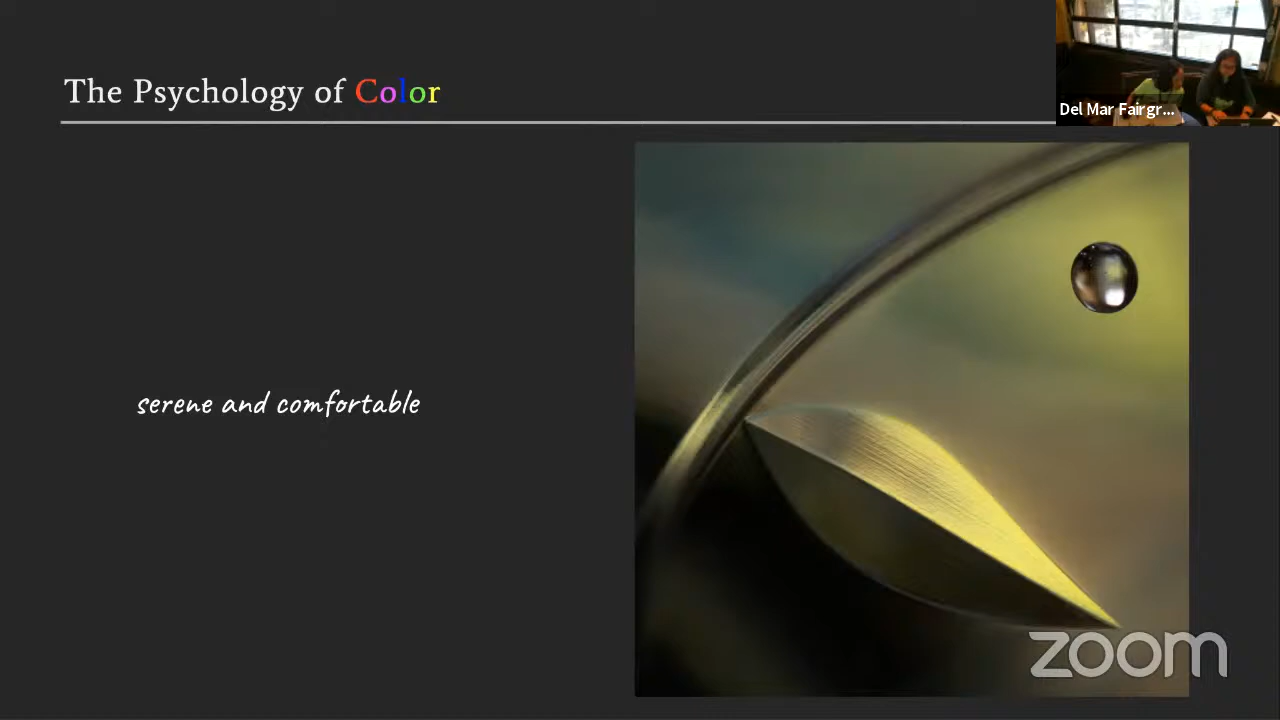 The Psychology of Color
Del Mar Fairgr...
serene and comfortable
zoom